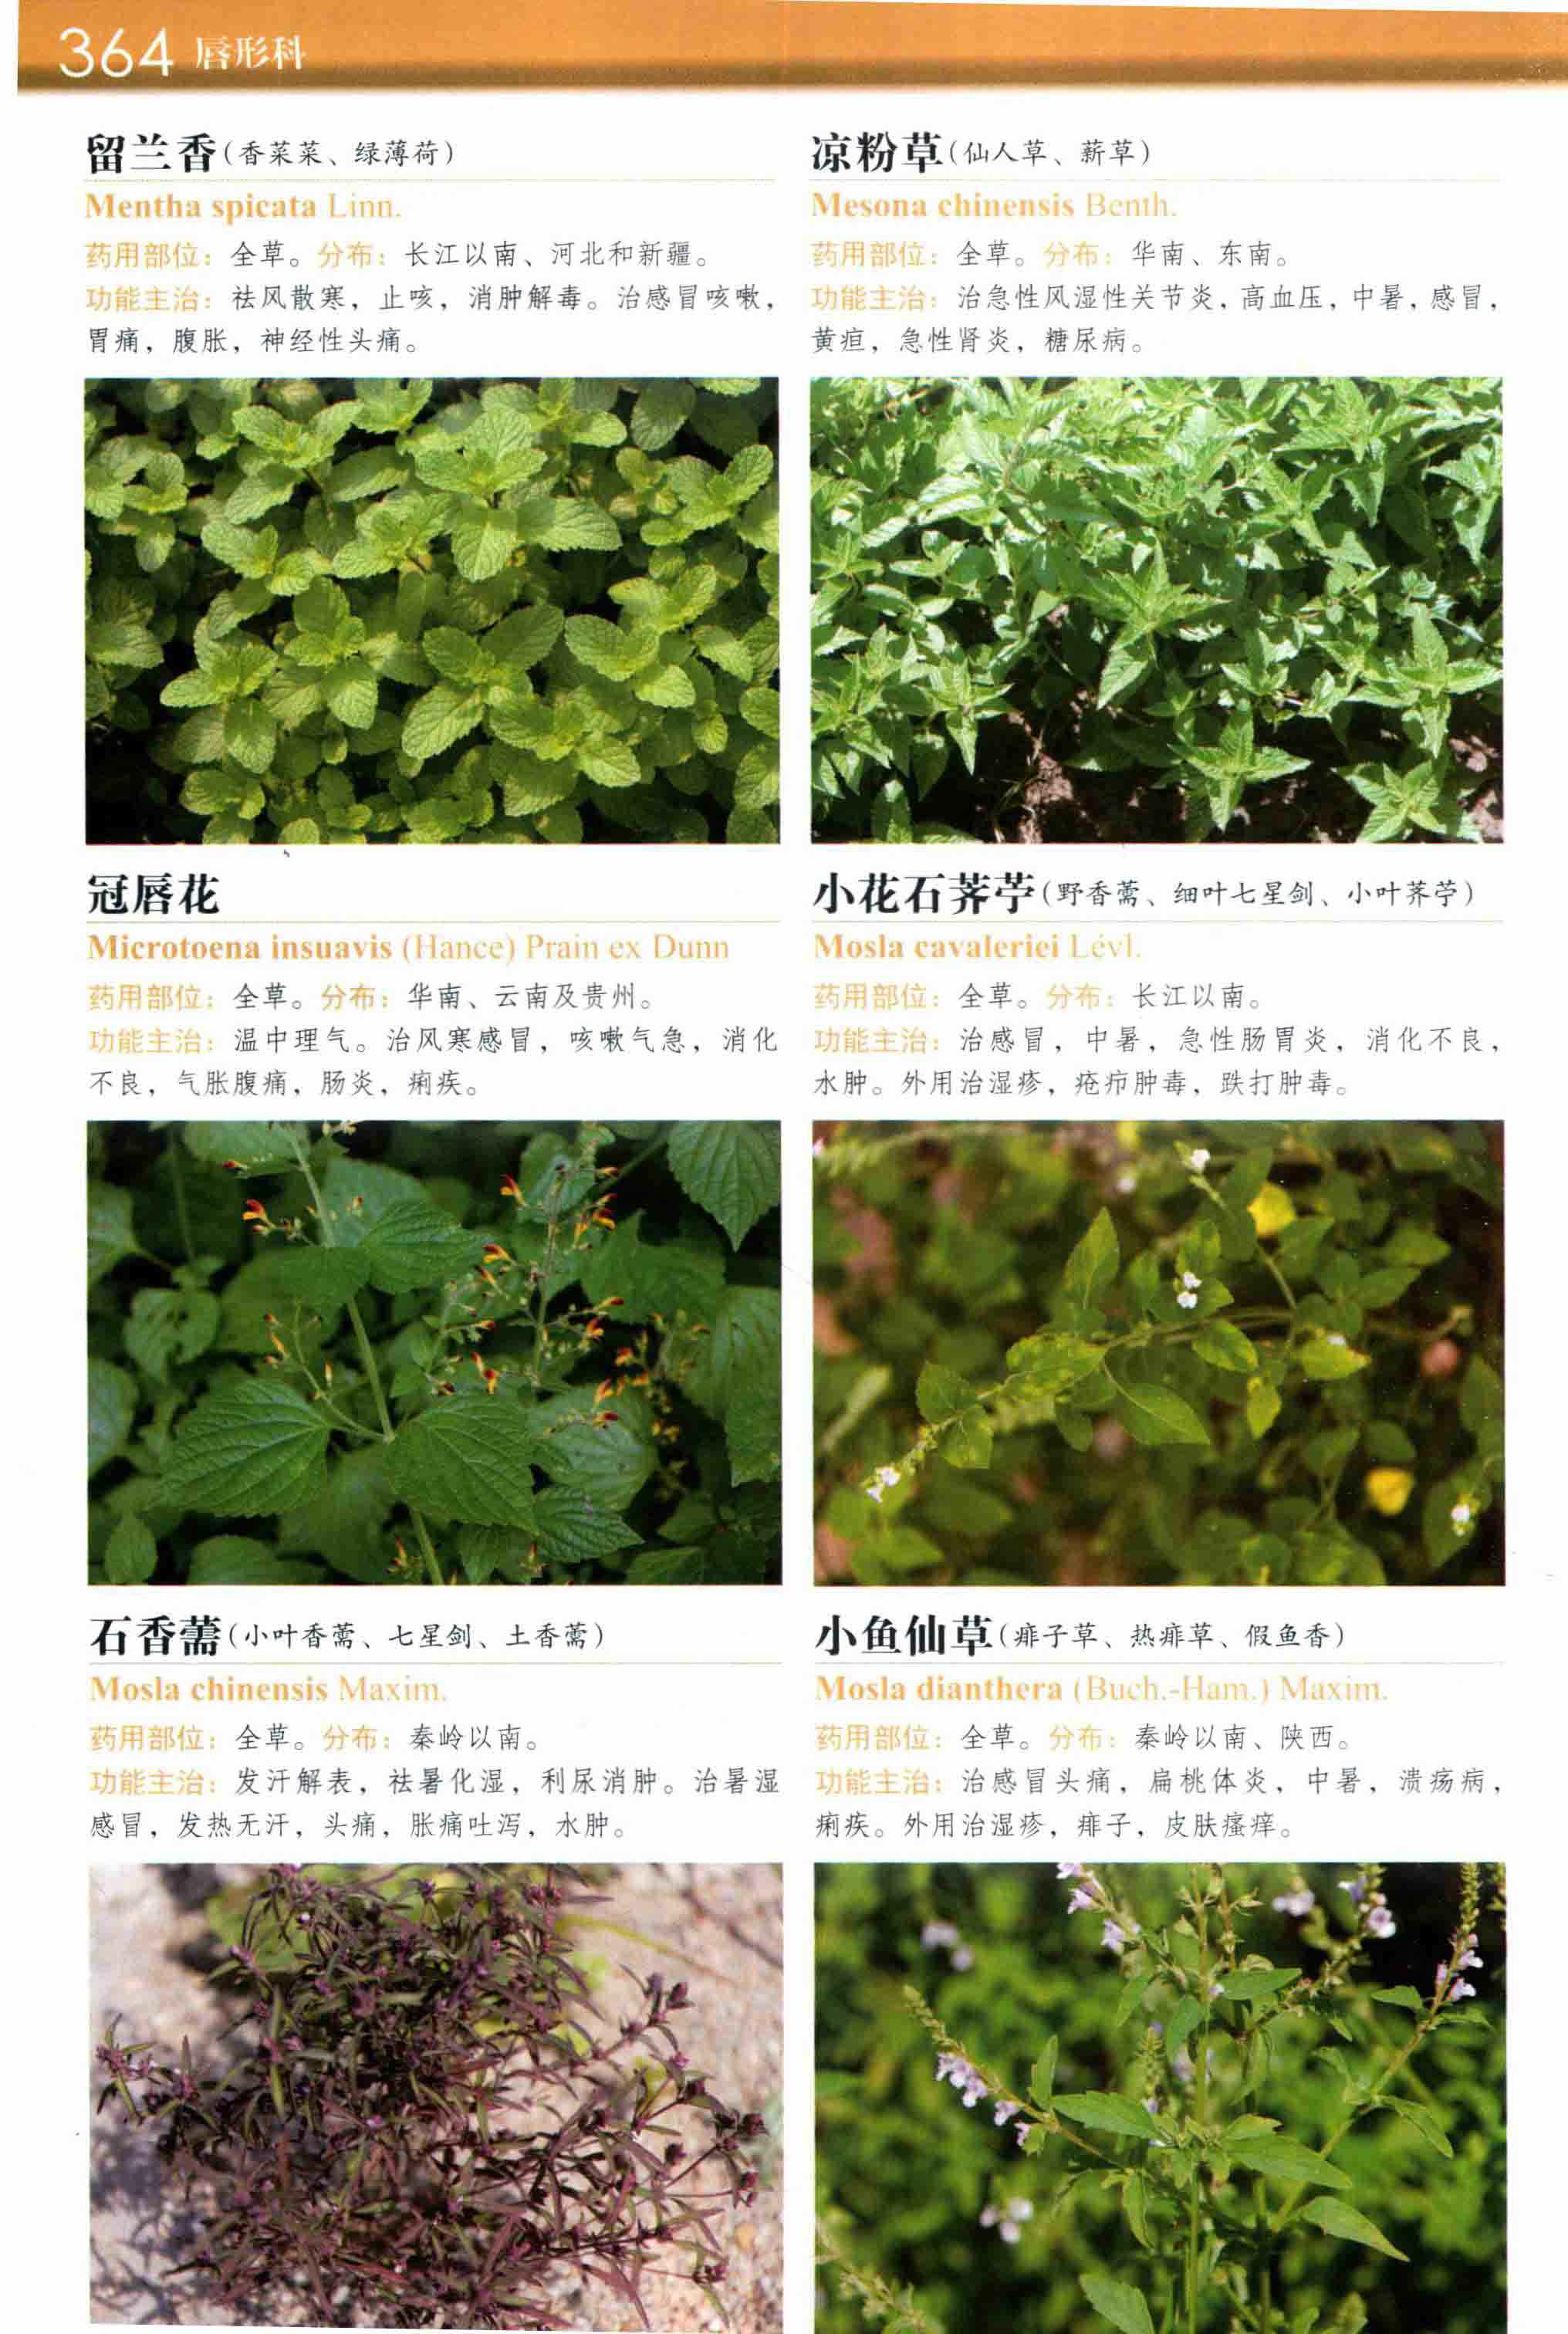 364 唇形科
留兰香(香菜菜、绿薄荷)
Mentha spicata Linn.
药用部位：全草。分布：长江以南、河北和新疆。
功能主治：祛风散寒，止咳，消肿解毒。治感冒咳嗽，
胃痛，腹胀，神经性头痛。
凉粉草(仙人草、薪草)
Mesona chinensis Benth.
药用部位：全草。分布：华南、东南。
功能主治：治急性风湿性关节炎，高血压，中暑，感冒，
黄疸，急性肾炎，糖尿病。
冠唇花
Microtoena insuavis (Hance) Prain ex Dunn
药用部位：全草。分布：华南、云南及贵州。
功能主治：温中理气。治风寒感冒，咳嗽气急，消化
不良，气胀腹痛，肠炎，痢疾。
小花石荠苧(野香薷、细叶七星剑、小叶荠苧)
Mosla cavaleriei Lévl.
药用部位：全草。分布：长江以南。
功能主治：治感冒，中暑，急性肠胃炎，消化不良，
水肿。外用治湿疹，疮疖肿毒，跌打肿毒。
石香薷(小叶香薷、七星剑、土香薷)
Mosla chinensis Maxim.
药用部位：全草。分布：秦岭以南。
功能主治：发汗解表，祛暑化湿，利尿消肿。治暑湿
感冒，发热无汗，头痛，胀痛吐泻，水肿。
小鱼仙草(痱子草、热痱草、假鱼香)
Mosla dianthera (Buch.-Ham.) Maxim.
药用部位：全草。分布：秦岭以南、陕西。
功能主治：治感冒头痛，扁桃体炎，中暑，溃疡病，
痢疾。外用治湿疹，痱子，皮肤瘙痒。